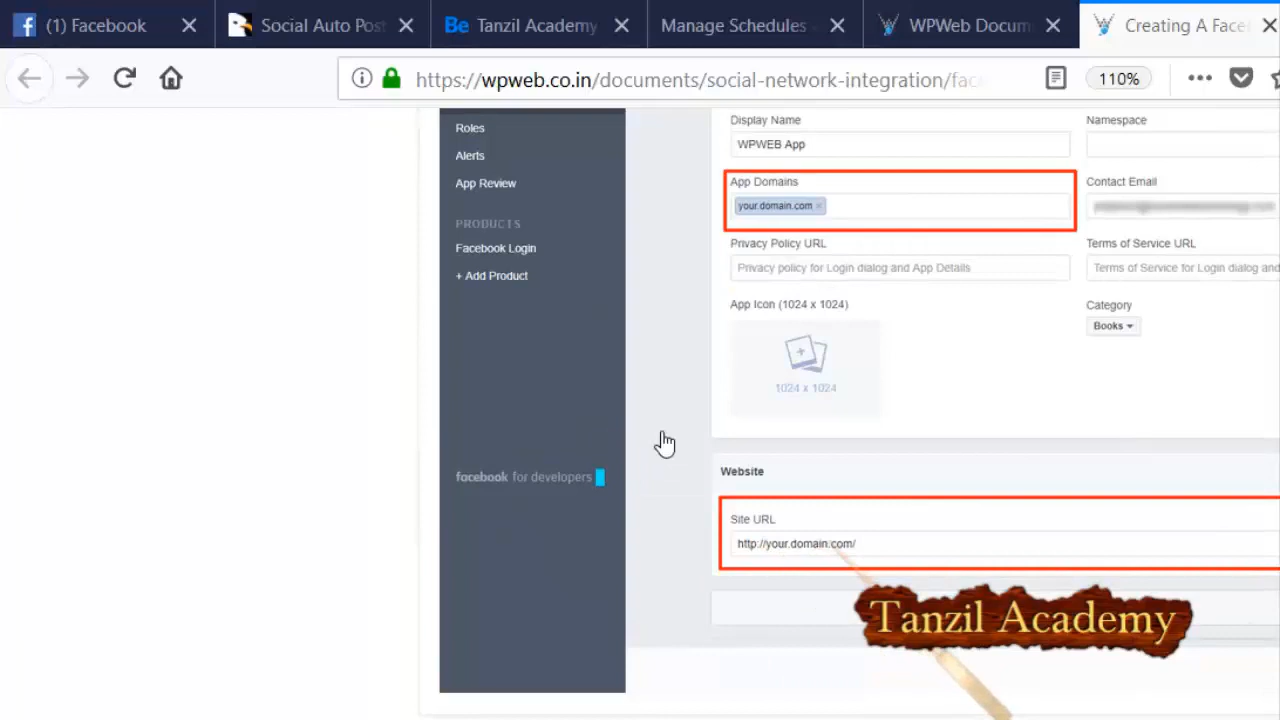 (1) Facebook
Social Auto Post
Be Tanzil Academy
Manage Schedules
WPWeb Docum
Creating A Face
https://wpweb.co.in/documents/social-network-integration/fac
110%
Roles
Alerts
App Review
PRODUCTS
Facebook Login
+ Add Product
facebook for developers
Display Name
WPWEB App
Namespace
App Domains
your.domain.com ×
Contact Email
Privacy Policy URL
Privacy policy for Login dialog and App Details
Terms of Service URL
Terms of Service for Login dialog and
App Icon (1024 x 1024)
1024 x 1024
Category
Books
Website
Site URL
http://your.domain.com/
Tanzil Academy